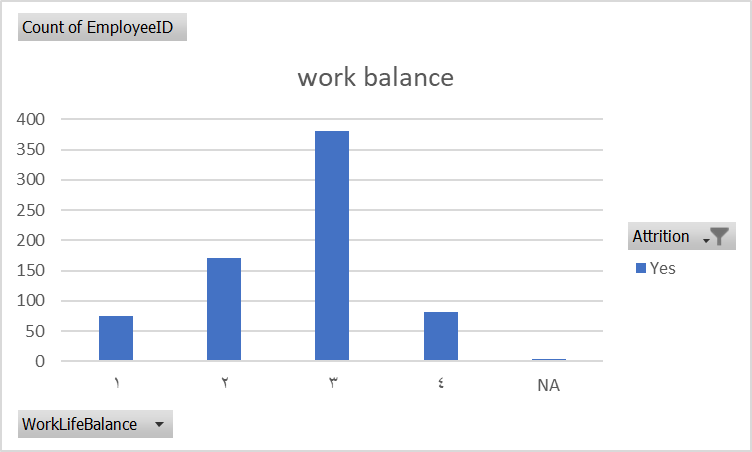 Count of EmployeeID
work balance
400
350
300
250
200
150
100
50
0
١ ٢ ٣ ٤ NA
Attrition
Yes
WorkLifeBalance